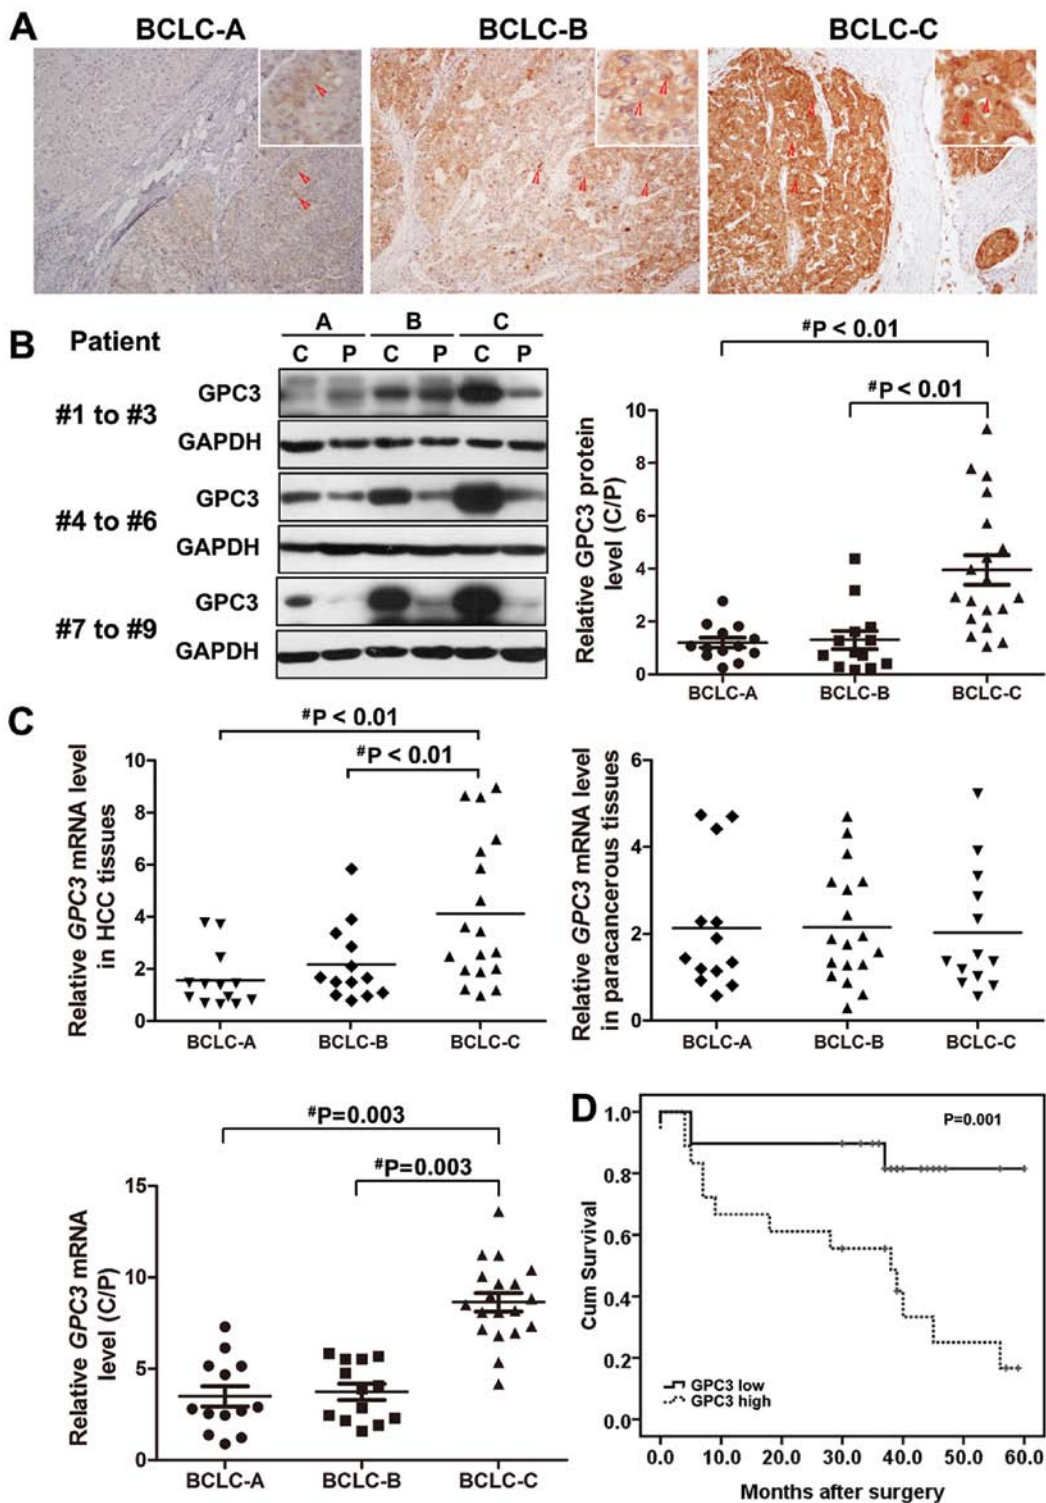 A
BCLC-A BCLC-B BCLC-C
B
Patient
A B C
C P C P C P
#1 to #3
GPC3
GAPDH
#4 to #6
GPC3
GAPDH
#7 to #9
GPC3
GAPDH
#P < 0.01
#P < 0.01
Relative GPC3 protein
level (C/P)
10
8
6
4
2
0
BCLC-A BCLC-B BCLC-C
C
#P < 0.01
#P < 0.01
Relative GPC3 mRNA level
in HCC tissues
10
8
6
4
2
0
BCLC-A BCLC-B BCLC-C
Relative GPC3 mRNA level
in paracancerous tissues
6
4
2
0
BCLC-A BCLC-B BCLC-C
#P=0.003
#P=0.003
Relative GPC3 mRNA
level (C/P)
15
10
5
0
BCLC-A BCLC-B BCLC-C
D
P=0.001
Cum Survival
1.0
0.8
0.6
0.4
0.2
0.0
GPC3 low
GPC3 high
0.0 10.0 20.0 30.0 40.0 50.0 60.0
Months after surgery